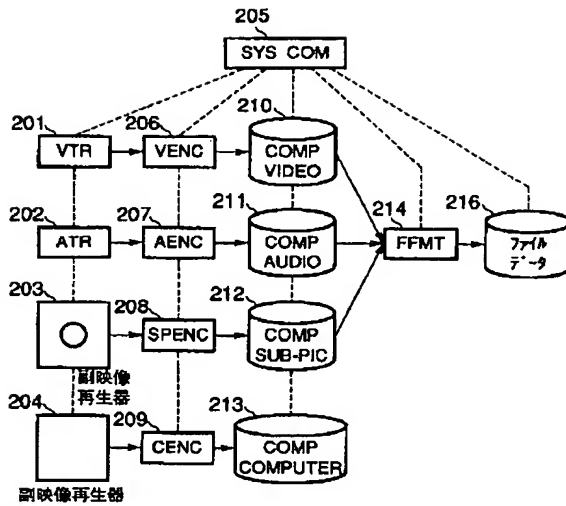 205
SYS COM
201
VTR
206
VENC
210
COMP
VIDEO
202
ATR
207
AENC
211
COMP
AUDIO
214
FFMT
216
ファイル
データ
203
副映像
再生器
208
SPENC
212
COMP
SUB-PIC
204
副映像再生器
209
CENC
213
COMP
COMPUTER